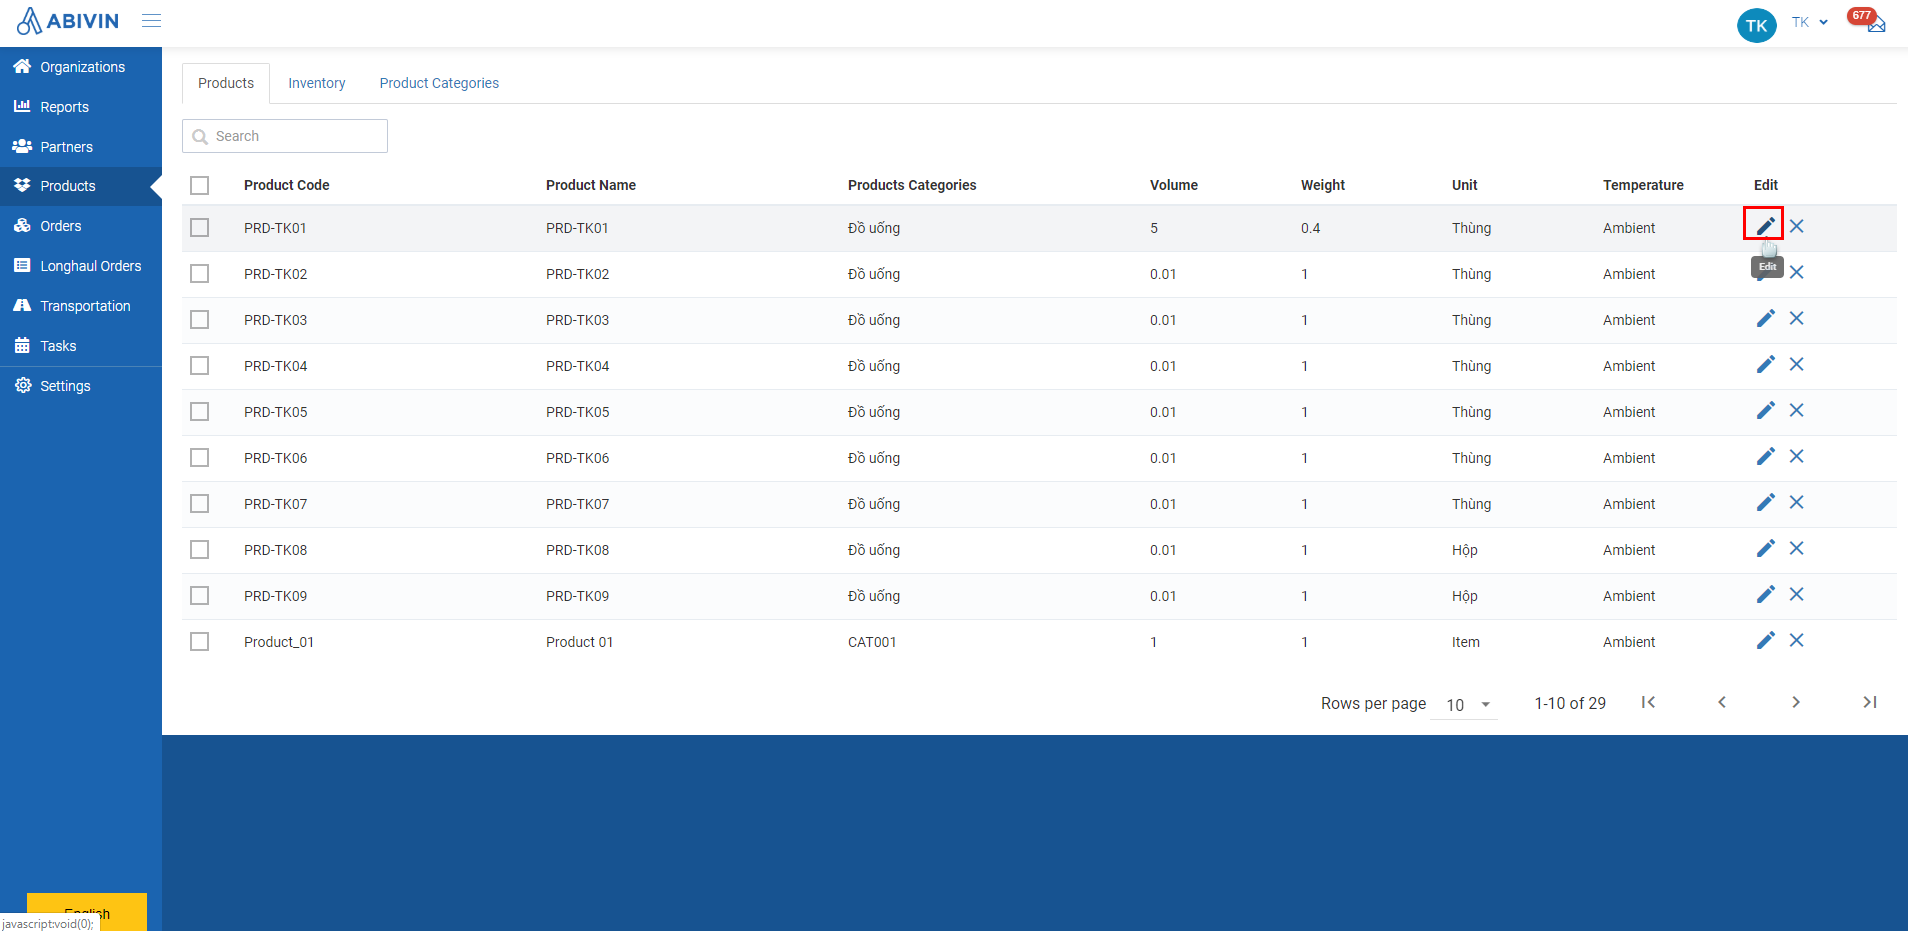 ABIVIN
TK
TK
677
Organizations
Reports
Partners
Products
Orders
Longhaul Orders
Transportation
Tasks
Settings
English
javascript:void(0);
Products Inventory Product Categories
Search
Product Code Product Name Products Categories Volume Weight Unit Temperature Edit
PRD-TK01 PRD-TK01 Đồ uống 5 0.4 Thùng Ambient
Edit
PRD-TK02 PRD-TK02 Đồ uống 0.01 1 Thùng Ambient
PRD-TK03 PRD-TK03 Đồ uống 0.01 1 Thùng Ambient
PRD-TK04 PRD-TK04 Đồ uống 0.01 1 Thùng Ambient
PRD-TK05 PRD-TK05 Đồ uống 0.01 1 Thùng Ambient
PRD-TK06 PRD-TK06 Đồ uống 0.01 1 Thùng Ambient
PRD-TK07 PRD-TK07 Đồ uống 0.01 1 Thùng Ambient
PRD-TK08 PRD-TK08 Đồ uống 0.01 1 Hộp Ambient
PRD-TK09 PRD-TK09 Đồ uống 0.01 1 Hộp Ambient
Product_01 Product 01 CAT001 1 1 Item Ambient
Rows per page 10 1-10 of 29